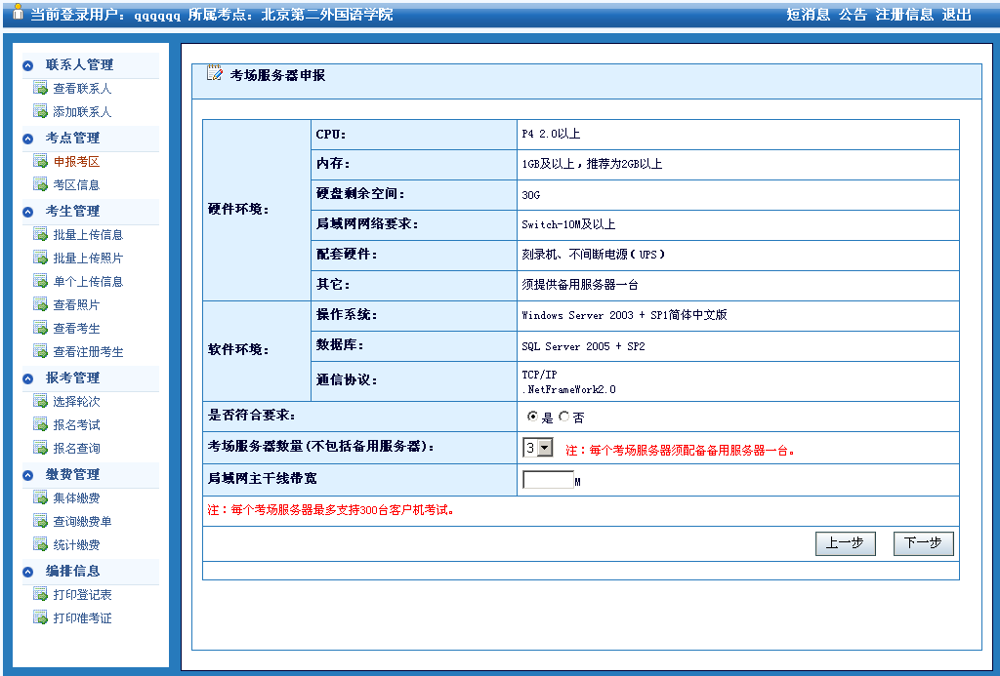 当前登录用户: qqqqqq 所属考点: 北京第二外国语学院
短消息 公告 注册信息 退出
联系人管理
查看联系人
添加联系人
考点管理
申报考区
考区信息
考生管理
批量上传信息
批量上传照片
单个上传信息
查看照片
查看考生
查看注册考生
报考管理
选择轮次
报名考试
报名查询
缴费管理
集体缴费
查询缴费单
统计缴费
编排信息
打印登记表
打印准考证
考场服务器申报
硬件环境:
CPU:
P4 2.0以上
内存:
1GB及以上，推荐为2GB以上
硬盘剩余空间:
30G
局域网网络要求:
Switch-10M及以上
配套硬件:
刻录机、不间断电源（UPS）
其它:
须提供备用服务器一台
软件环境:
操作系统:
Windows Server 2003 + SP1简体中文版
数据库:
SQL Server 2005 + SP2
通信协议:
TCP/IP
.NetFrameWork2.0
是否符合要求:
是 否
考场服务器数量(不包括备用服务器):
3 注：每个考场服务器须配备备用服务器一台。
局域网主干线带宽
M
注：每个考场服务器最多支持300台客户机考试。
上一步 下一步